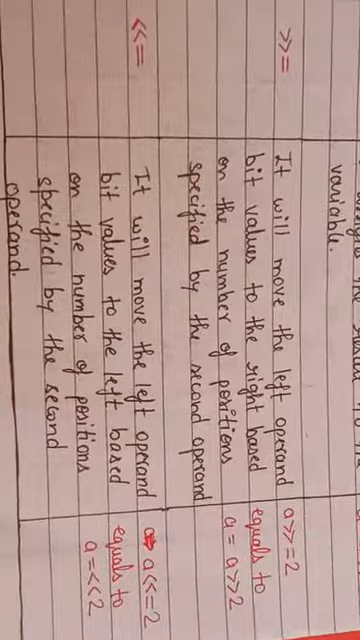 variable.
>>= It will move the left operand a>>=2
bit values to the right based equals to
on the number of positions a = a>>2
specified by the second operand
<<= It will move the left operand a<<=2
bit values to the left based equals to
on the number of positions a=<<2
specified by the second
operand.